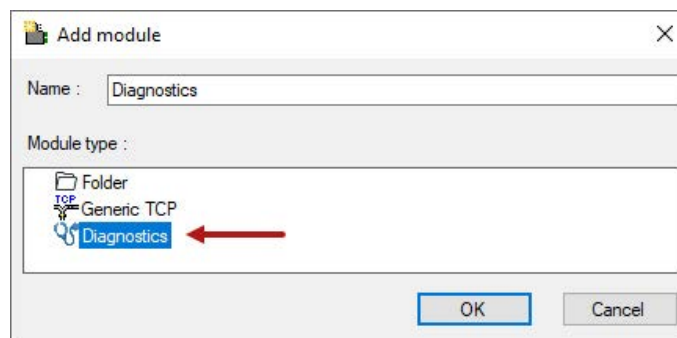 Add module
Name : Diagnostics
Module type :
Folder
TCP
Generic TCP
Diagnostics
OK Cancel